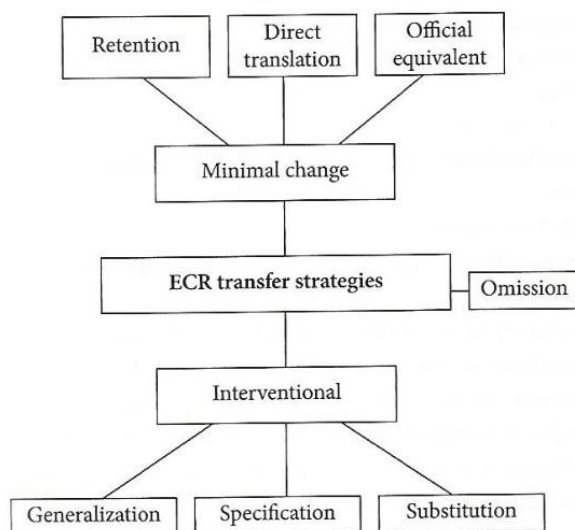 Retention
Direct
translation
Official
equivalent
Minimal change
ECR transfer strategies
Omission
Interventional
Generalization
Specification
Substitution